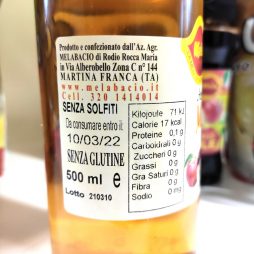 Prodotto e confezionato dall'Az. Agr.
MELABACIO di Rodio Rocca Maria
in Via Alberobello Zona C n° 144
MARTINA FRANCA (TA)
www.melabacio.it
Cell. 320 1414014
SENZA SOLFITI
Da consumare entro il:
10/03/22
SENZA GLUTINE
500 ml e
Lotto 210310
Kilojoule 71 kJ
Calorie 17 kcal
Proteine 0,1 g
Carboidrati 0 g
Zuccheri 0 g
Grassi 0 g
Gra Saturi 0 g
Fibra 0 g
Sodio 0 mg